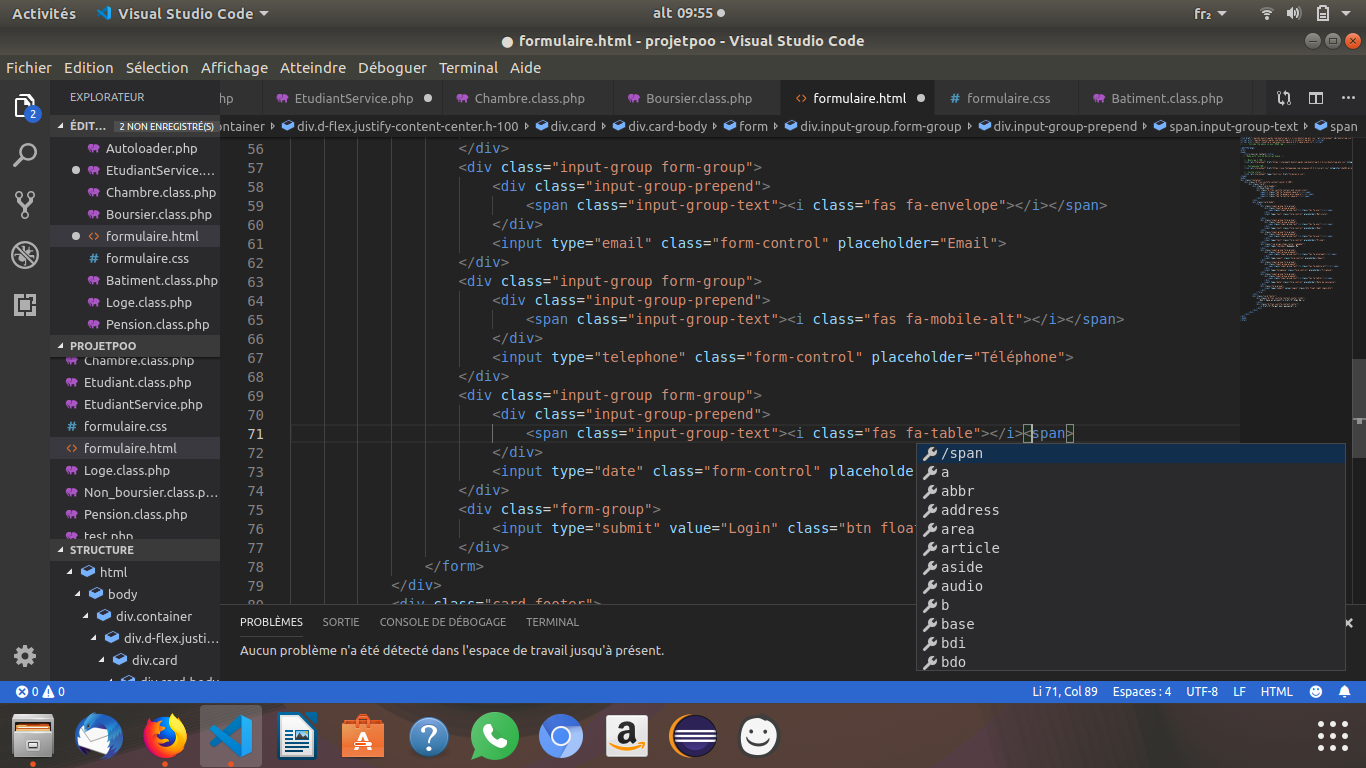 Activités Visual Studio Code alt 09:55 fr₂
formulaire.html - projetpoo - Visual Studio Code
Fichier Edition Sélection Affichage Atteindre Déboguer Terminal Aide
EXPLORATEUR hp EtudiantService.php Chambre.class.php Boursier.class.php formulaire.html formulaire.css Batiment.class.php
2
ÉDIT... 2 NON ENREGISTRÉ(S)
ontainer div.d-flex.justify-content-center.h-100 div.card div.card-body form div.input-group.form-group div.input-group-prepend span.input-group-text span
Autoloader.php
EtudiantService....
Chambre.class.php
Boursier.class.php
formulaire.html
formulaire.css
Batiment.class.php
Loge.class.php
Pension.class.php
PROJETPOO
Chambre.class.php
Etudiant.class.php
EtudiantService.php
formulaire.css
formulaire.html
Loge.class.php
Non_boursier.class.p...
Pension.class.php
test.php
STRUCTURE
html
body
div.container
div.d-flex.justi...
div.card
div.card-body
56 </div>
57 <div class="input-group form-group">
58 <div class="input-group-prepend">
59 <span class="input-group-text"><i class="fas fa-envelope"></i></span>
60 </div>
61 <input type="email" class="form-control" placeholder="Email">
62 </div>
63 <div class="input-group form-group">
64 <div class="input-group-prepend">
65 <span class="input-group-text"><i class="fas fa-mobile-alt"></i></span>
66 </div>
67 <input type="telephone" class="form-control" placeholder="Téléphone">
68 </div>
69 <div class="input-group form-group">
70 <div class="input-group-prepend">
71 <span class="input-group-text"><i class="fas fa-table"></i><span>
72 </div>
73 <input type="date" class="form-control" placeholde
74 </div>
75 <div class="form-group">
76 <input type="submit" value="Login" class="btn floa
77 </div>
78 </form>
79 </div>
80 <div class="card-footer">
/span
a
abbr
address
area
article
aside
audio
b
base
bdi
bdo
PROBLÈMES SORTIE CONSOLE DE DÉBOGAGE TERMINAL
Aucun problème n'a été détecté dans l'espace de travail jusqu'à présent.
0 0 Li 71, Col 89 Espaces : 4 UTF-8 LF HTML